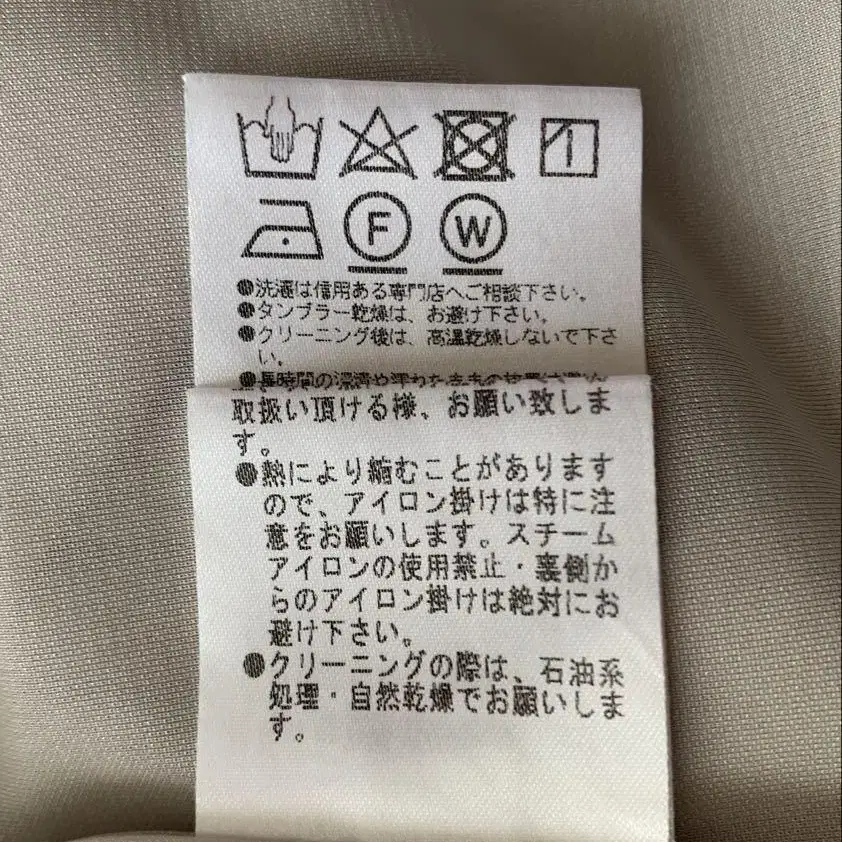 F W
●洗濯は信用ある専門店へご相談下さい。
●タンブラー乾燥は、お避け下さい。
●クリーニング後は、高温乾燥しないで下さ
い。
取扱い頂ける様、お願い致しま
す。
●熱により縮むことがあります
ので、アイロン掛けは特に注
意をお願いします。スチーム
アイロンの使用禁止・裏側か
らのアイロン掛けは絶対にお
避け下さい。
●クリーニングの際は、石油系
処理・自然乾燥でお願いしま
す。